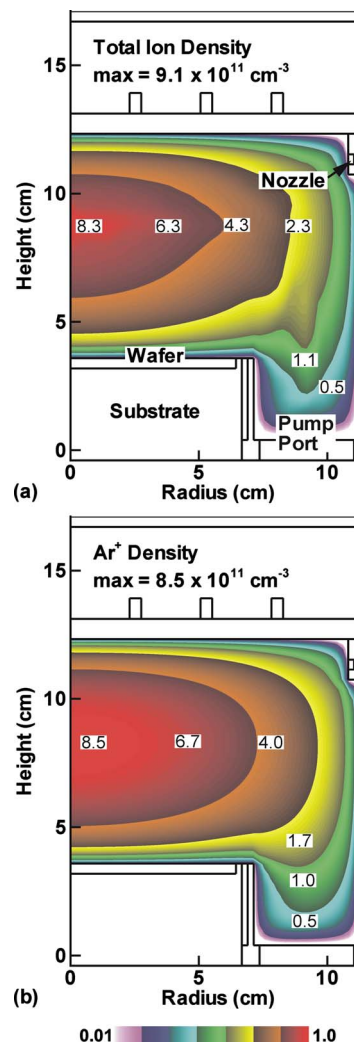 15
Total Ion Density
max = 9.1 x 10¹¹ cm⁻³
Nozzle
10
Height (cm)
8.3 6.3 4.3 2.3
5
1.1
Wafer
0.5
Substrate
Pump
Port
0
0 5 10
(a) Radius (cm)
15
Ar⁺ Density
max = 8.5 x 10¹¹ cm⁻³
10
Height (cm)
8.5 6.7 4.0
5
1.7
1.0
0.5
0
0 5 10
(b) Radius (cm)
0.01 1.0